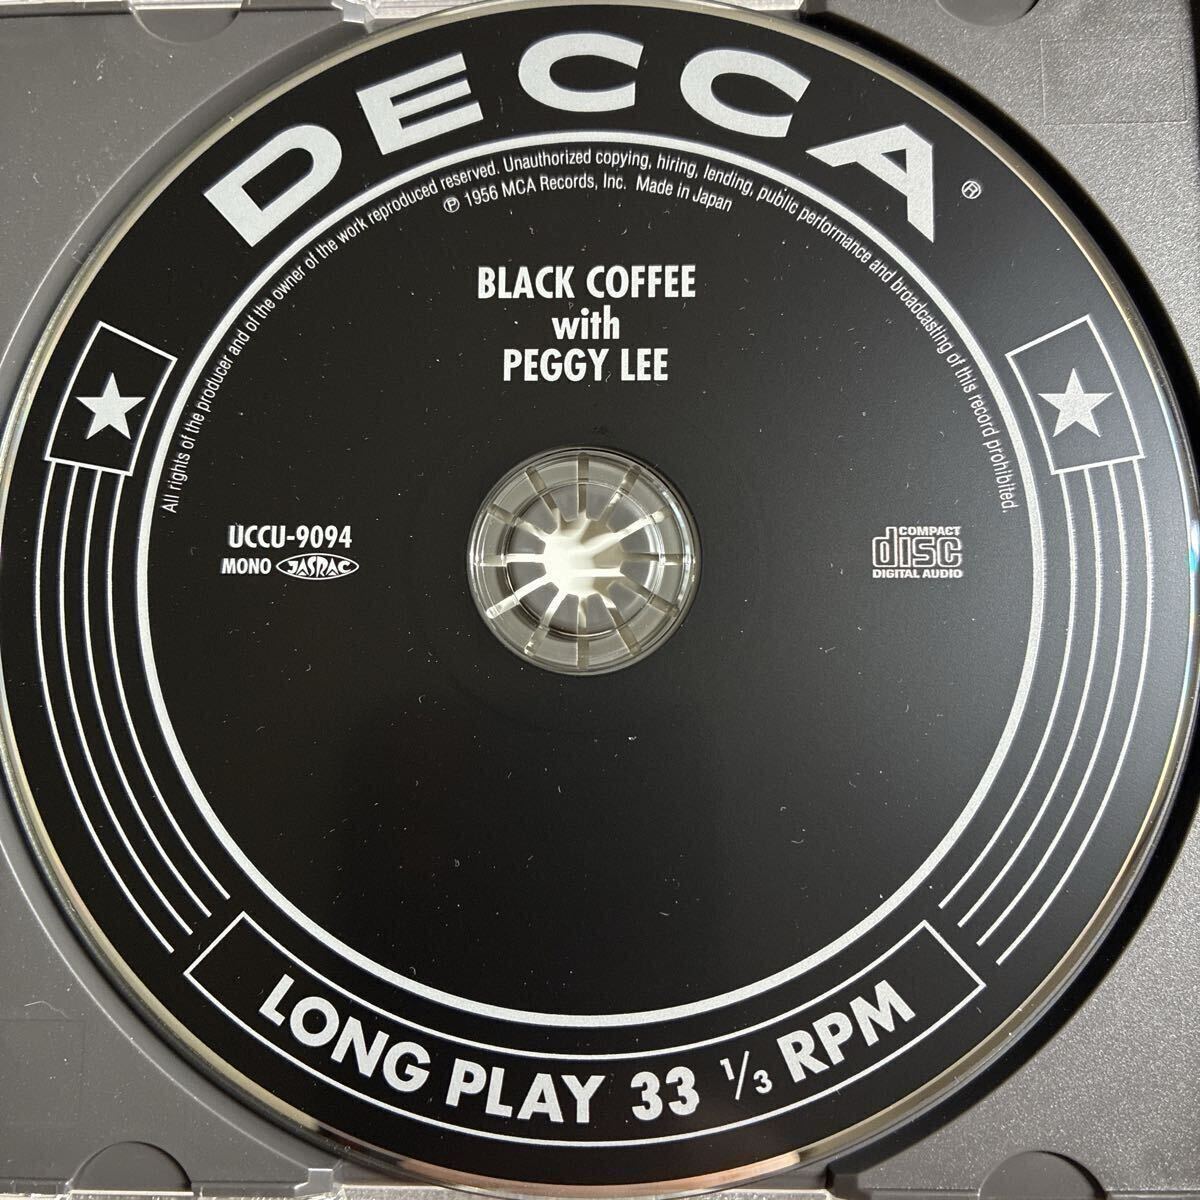 DECCA®
All rights of the producer and of the owner of the work reproduced reserved. Unauthorized copying, hiring, lending, public performance and broadcasting of this record prohibited.
℗ 1956 MCA Records, Inc. Made in Japan
BLACK COFFEE
with
PEGGY LEE
UCCU-9094
MONO JASRAC
COMPACT
disc
DIGITAL AUDIO
LONG PLAY 33 1/3 RPM